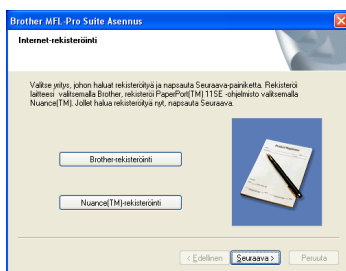 Brother MFL-Pro Suite Asennus
Internet-rekisteröinti
Valitse yritys, johon haluat rekisteröityä ja napsauta Seuraava-painiketta. Rekisteröi
laitteesi valitsemalla Brother, rekisteröi PaperPort(TM) 11SE -ohjelmisto valitsemalla
Nuance(TM). Jollet halua rekisteröityä nyt, napsauta Seuraava.
Brother-rekisteröinti
Nuance(TM)-rekisteröinti
< Edellinen Seuraava > Peruuta